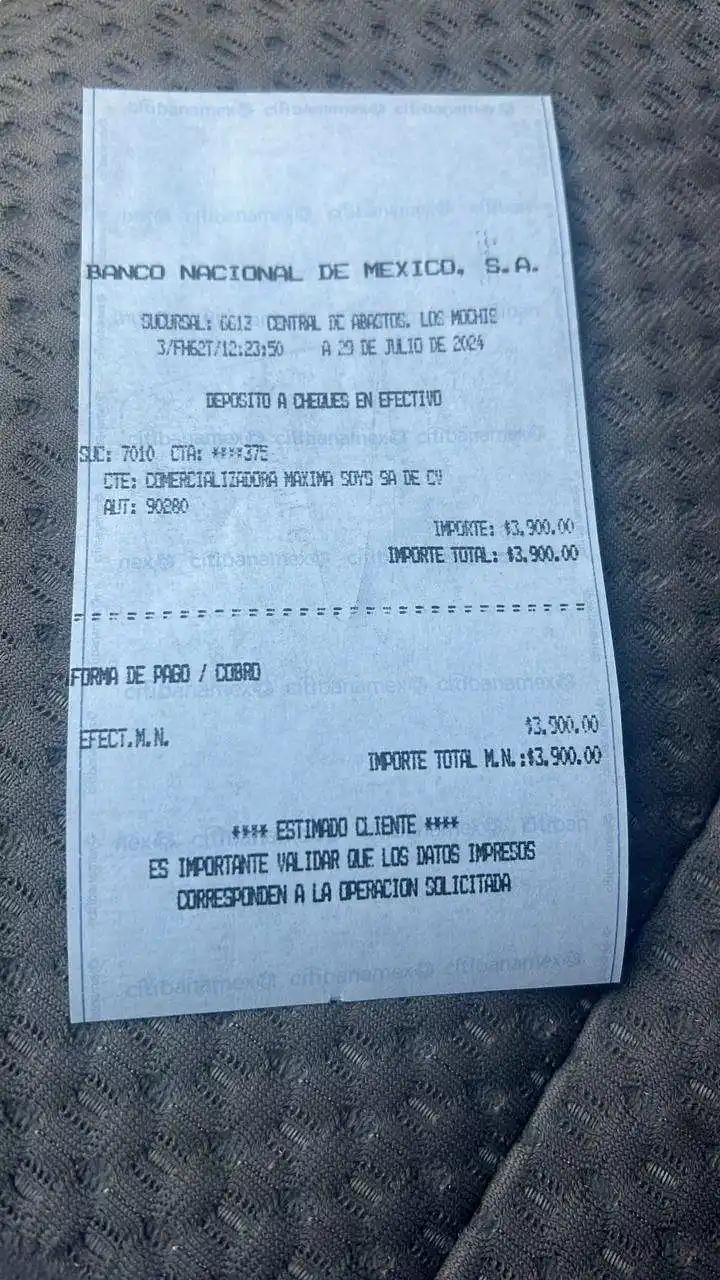 BANCO NACIONAL DE MEXICO, S.A.
SUCURSAL: 6613 CENTRAL DE ABASTOS, LOS MOCHIS
3/FH62T/12:23:50 A 29 DE JULIO DE 2024
DEPOSITO A CHEQUES EN EFECTIVO
SUC: 7010 CTA: ****375
CTE: COMERCIALIZADORA MAXIMA SOYS SA DE CV
AUT: 90280
IMPORTE: $3,900.00
IMPORTE TOTAL: $3,900.00
FORMA DE PAGO / COBRO
EFECT.M.N. $3,900.00
IMPORTE TOTAL M.N.:$3,900.00
**** ESTIMADO CLIENTE ****
ES IMPORTANTE VALIDAR QUE LOS DATOS IMPRESOS
CORRESPONDEN A LA OPERACION SOLICITADA
citibanamex citibanamex citibanamex